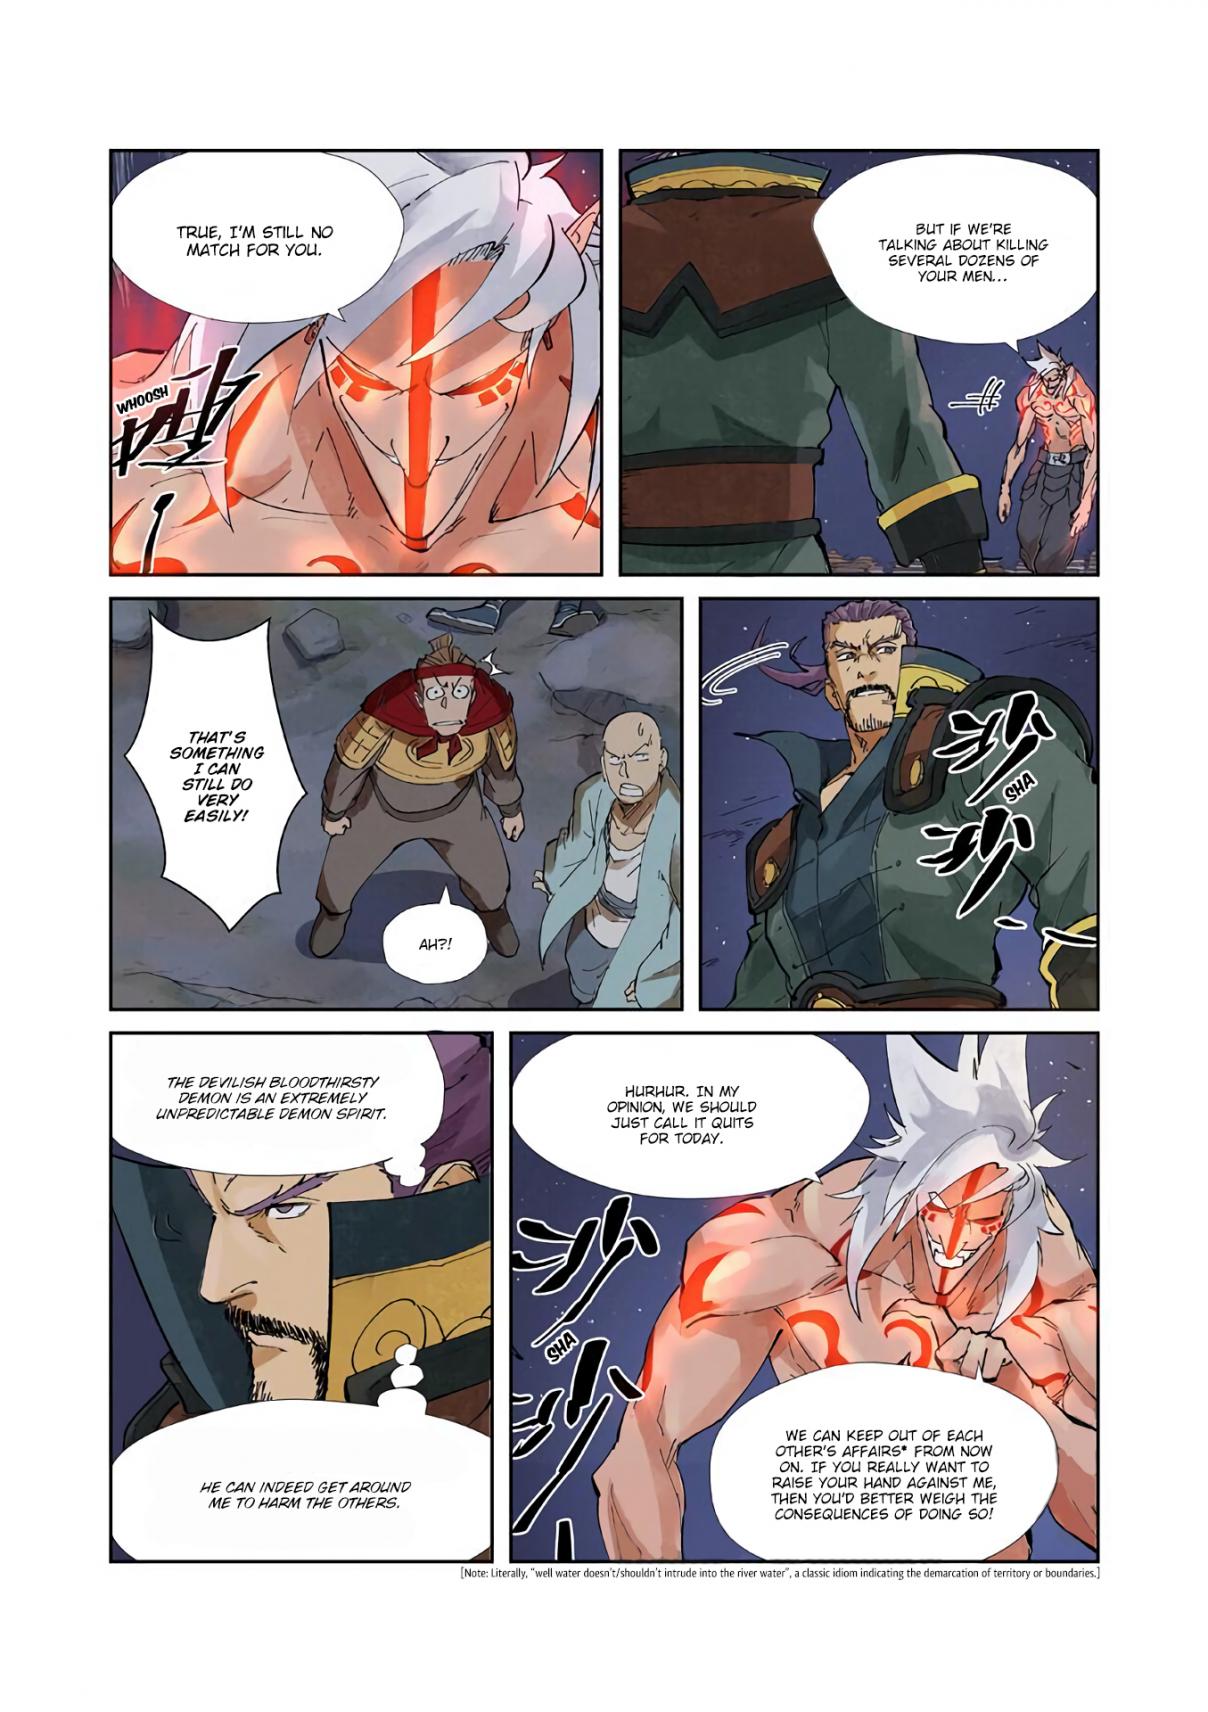 TRUE, I'M STILL NO
MATCH FOR YOU.
WHOOSH
BUT IF WE'RE
TALKING ABOUT KILLING
SEVERAL DOZENS OF
YOUR MEN...
THAT'S
SOMETHING
I CAN
STILL DO
VERY
EASILY!
AH?!
沙
SHA
沙
THE DEVILISH BLOODTHIRSTY
DEMON IS AN EXTREMELY
UNPREDICTABLE DEMON SPIRIT.
HE CAN INDEED GET AROUND
ME TO HARM THE OTHERS.
HURHUR. IN MY
OPINION, WE SHOULD
JUST CALL IT QUITS
FOR TODAY.
沙
SHA
沙
WE CAN KEEP OUT OF EACH
OTHER'S AFFAIRS* FROM NOW
ON. IF YOU REALLY WANT TO
RAISE YOUR HAND AGAINST ME,
THEN YOU'D BETTER WEIGH THE
CONSEQUENCES OF DOING SO!
[Note: Literally, "well water doesn't/shouldn't intrude into the river water", a classic idiom indicating the demarcation of territory or boundaries.]